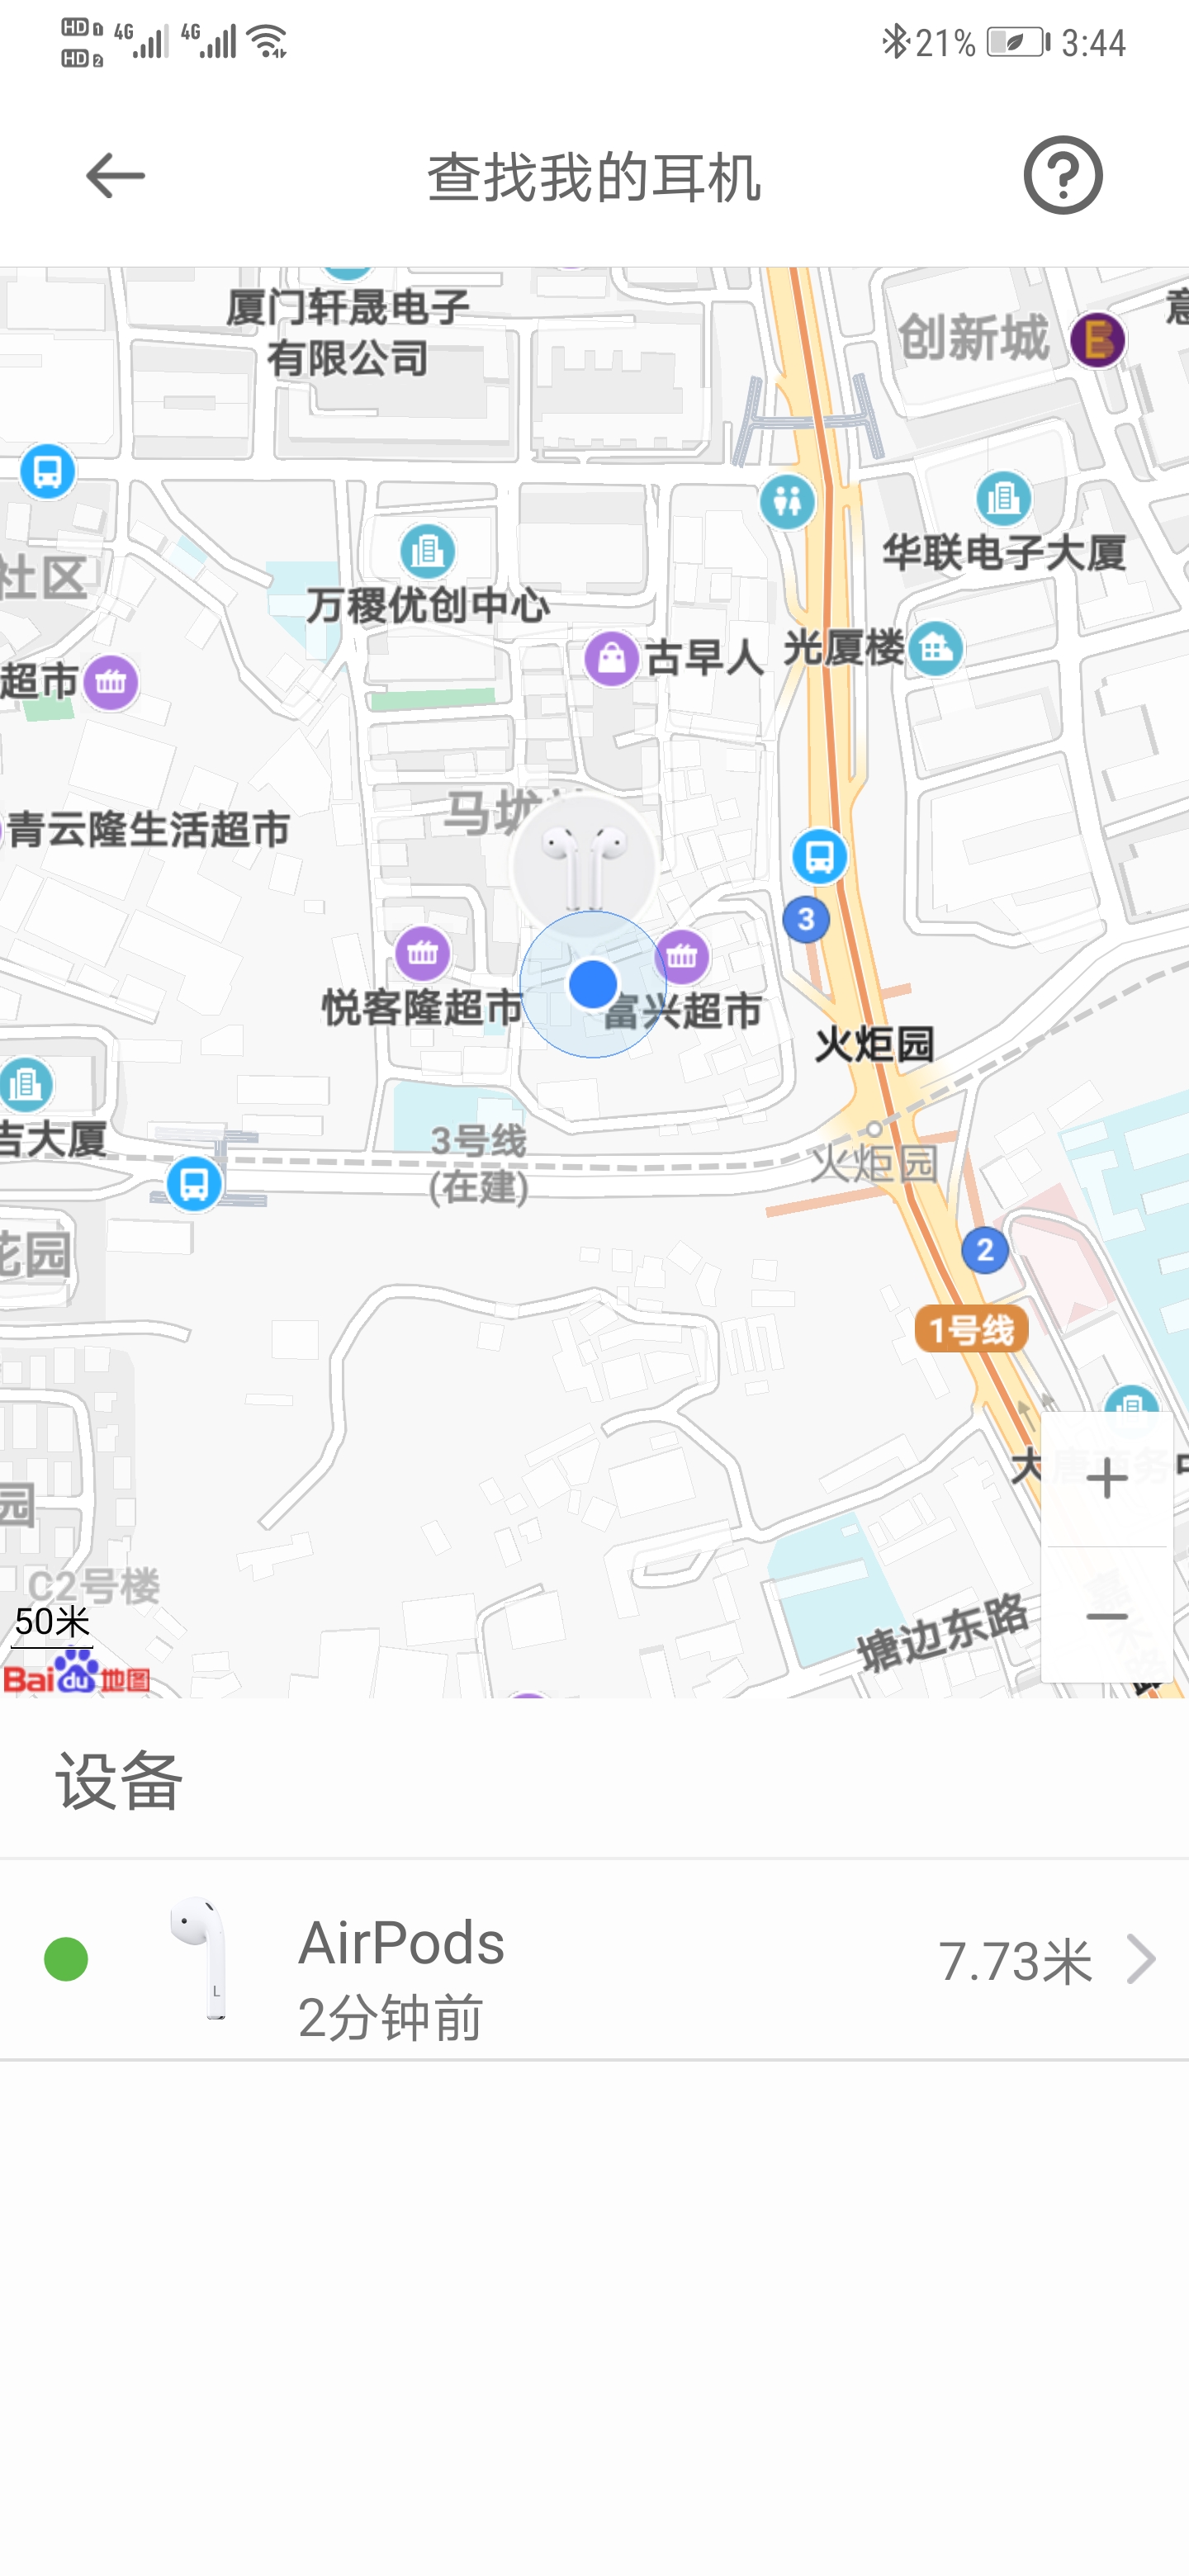 HD 1 4G 4G
HD 2
21% 3:44
查找我的耳机
厦门轩晟电子
有限公司
创新城
E
社区
万稷优创中心
华联电子大厦
超市
古早人
光厦楼
青云隆生活超市
3
悦客隆超市
富兴超市
火炬园
吉大厦
3号线
(在建)
火炬园
花园
2
1号线
园
C2号楼
50米
塘边东路
Baidu地图
设备
L
AirPods
7.73米
2分钟前